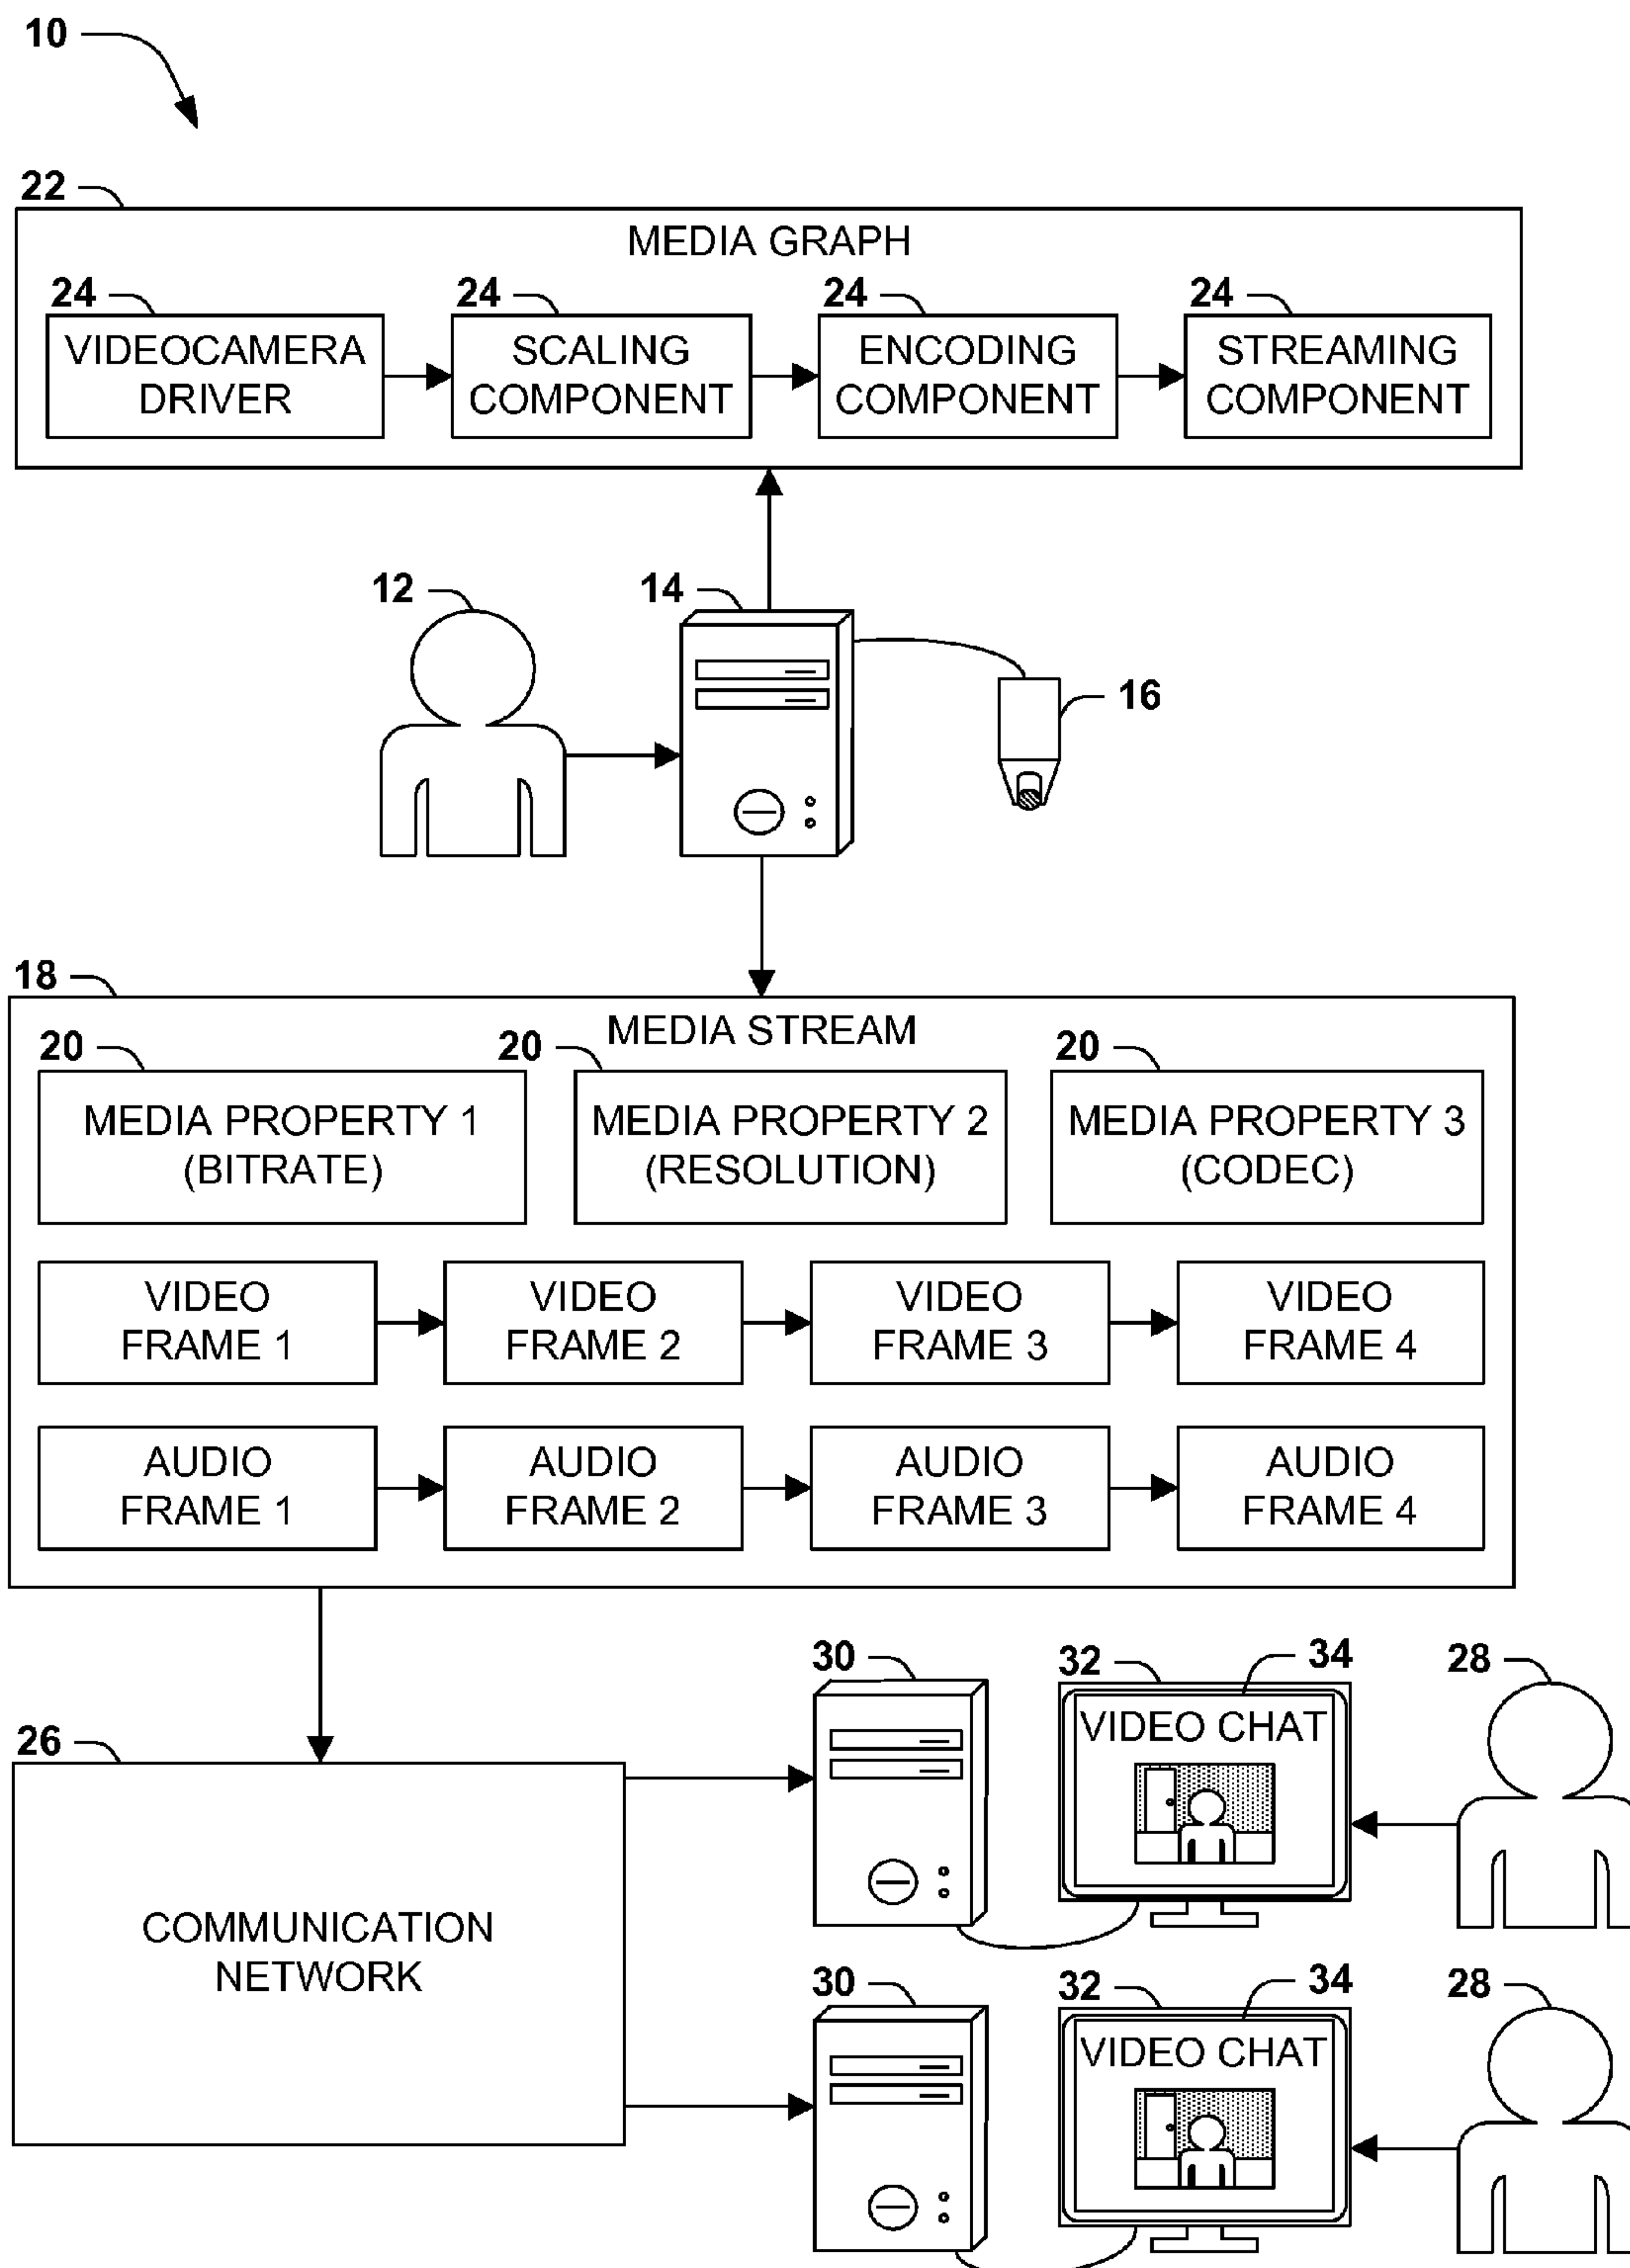 10
22
MEDIA GRAPH
24 24 24 24
VIDEOCAMERA SCALING ENCODING STREAMING
DRIVER COMPONENT COMPONENT COMPONENT
12 14
16
18
MEDIA STREAM
20 20 20
MEDIA PROPERTY 1 MEDIA PROPERTY 2 MEDIA PROPERTY 3
(BITRATE) (RESOLUTION) (CODEC)
VIDEO VIDEO VIDEO VIDEO
FRAME 1 FRAME 2 FRAME 3 FRAME 4
AUDIO AUDIO AUDIO AUDIO
FRAME 1 FRAME 2 FRAME 3 FRAME 4
30 32 34 28
VIDEO CHAT
26
COMMUNICATION
NETWORK
30 32 34 28
VIDEO CHAT